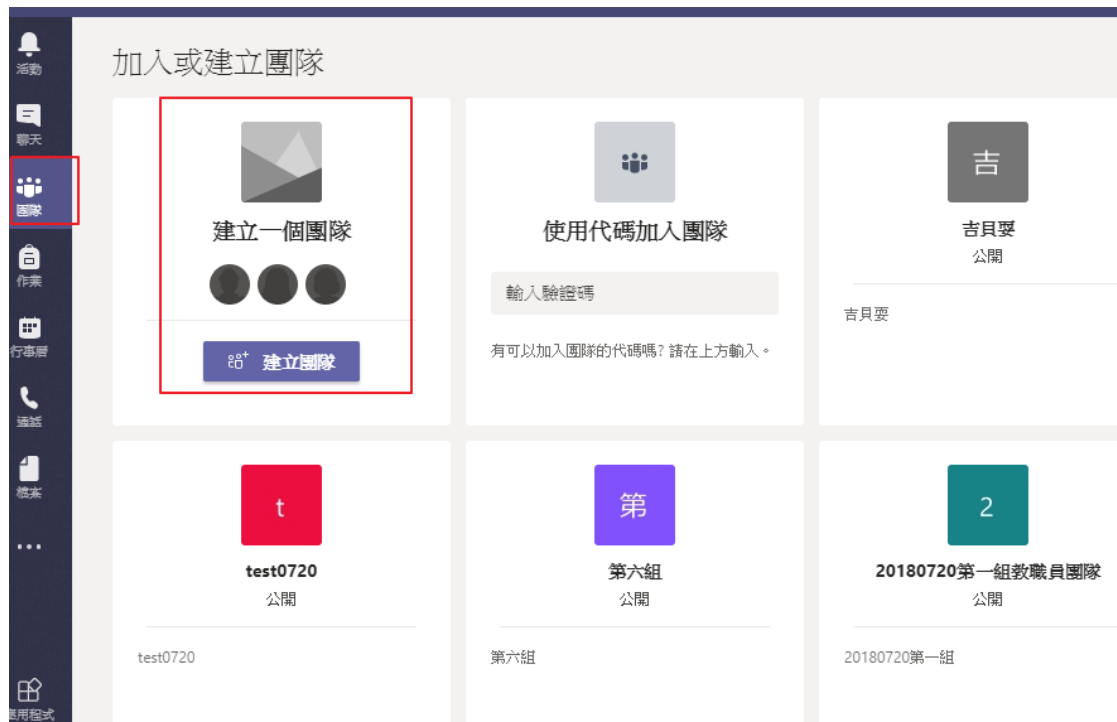 活動
聊天
團隊
作業
行事曆
通話
檔案
應用程式
加入或建立團隊
建立一個團隊
建立團隊
使用代碼加入團隊
輸入驗證碼
有可以加入團隊的代碼嗎? 請在上方輸入。
吉
吉貝耍
公開
吉貝耍
t
test0720
公開
test0720
第
第六組
公開
第六組
2
20180720第一組教職員團隊
公開
20180720第一組